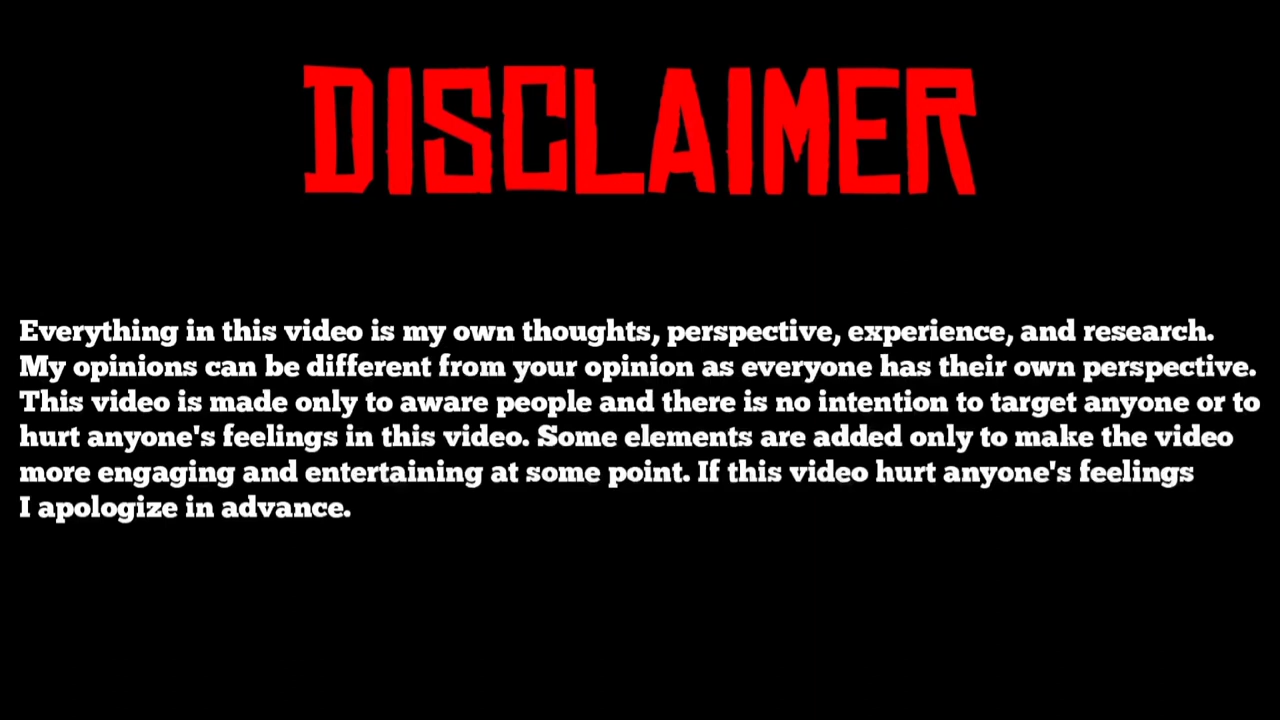 DISCLAIMER
Everything in this video is my own thoughts, perspective, experience, and research.
My opinions can be different from your opinion as everyone has their own perspective.
This video is made only to aware people and there is no intention to target anyone or to
hurt anyone's feelings in this video. Some elements are added only to make the video
more engaging and entertaining at some point. If this video hurt anyone's feelings
I apologize in advance.